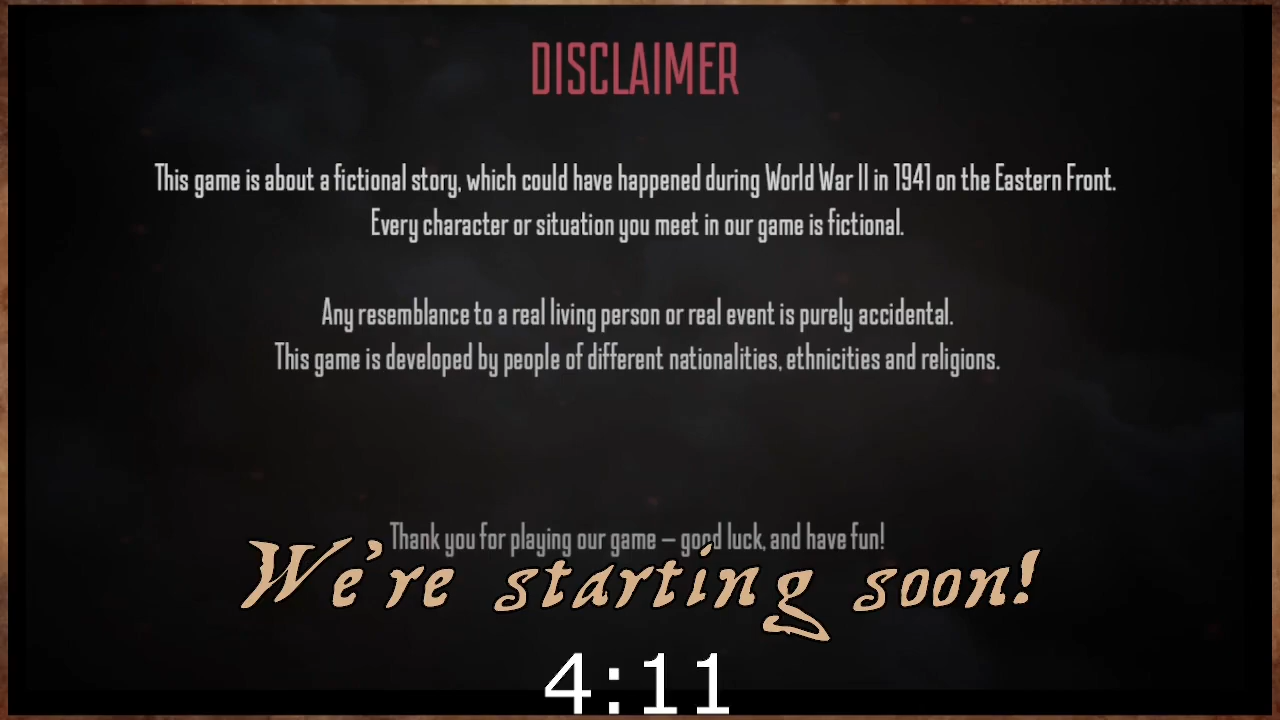 DISCLAIMER
This game is about a fictional story, which could have happened during World War II in 1941 on the Eastern Front.
Every character or situation you meet in our game is fictional.
Any resemblance to a real living person or real event is purely accidental.
This game is developed by people of different nationalities, ethnicities and religions.
Thank you for playing our game – good luck, and have fun!
We're starting soon!
4:11